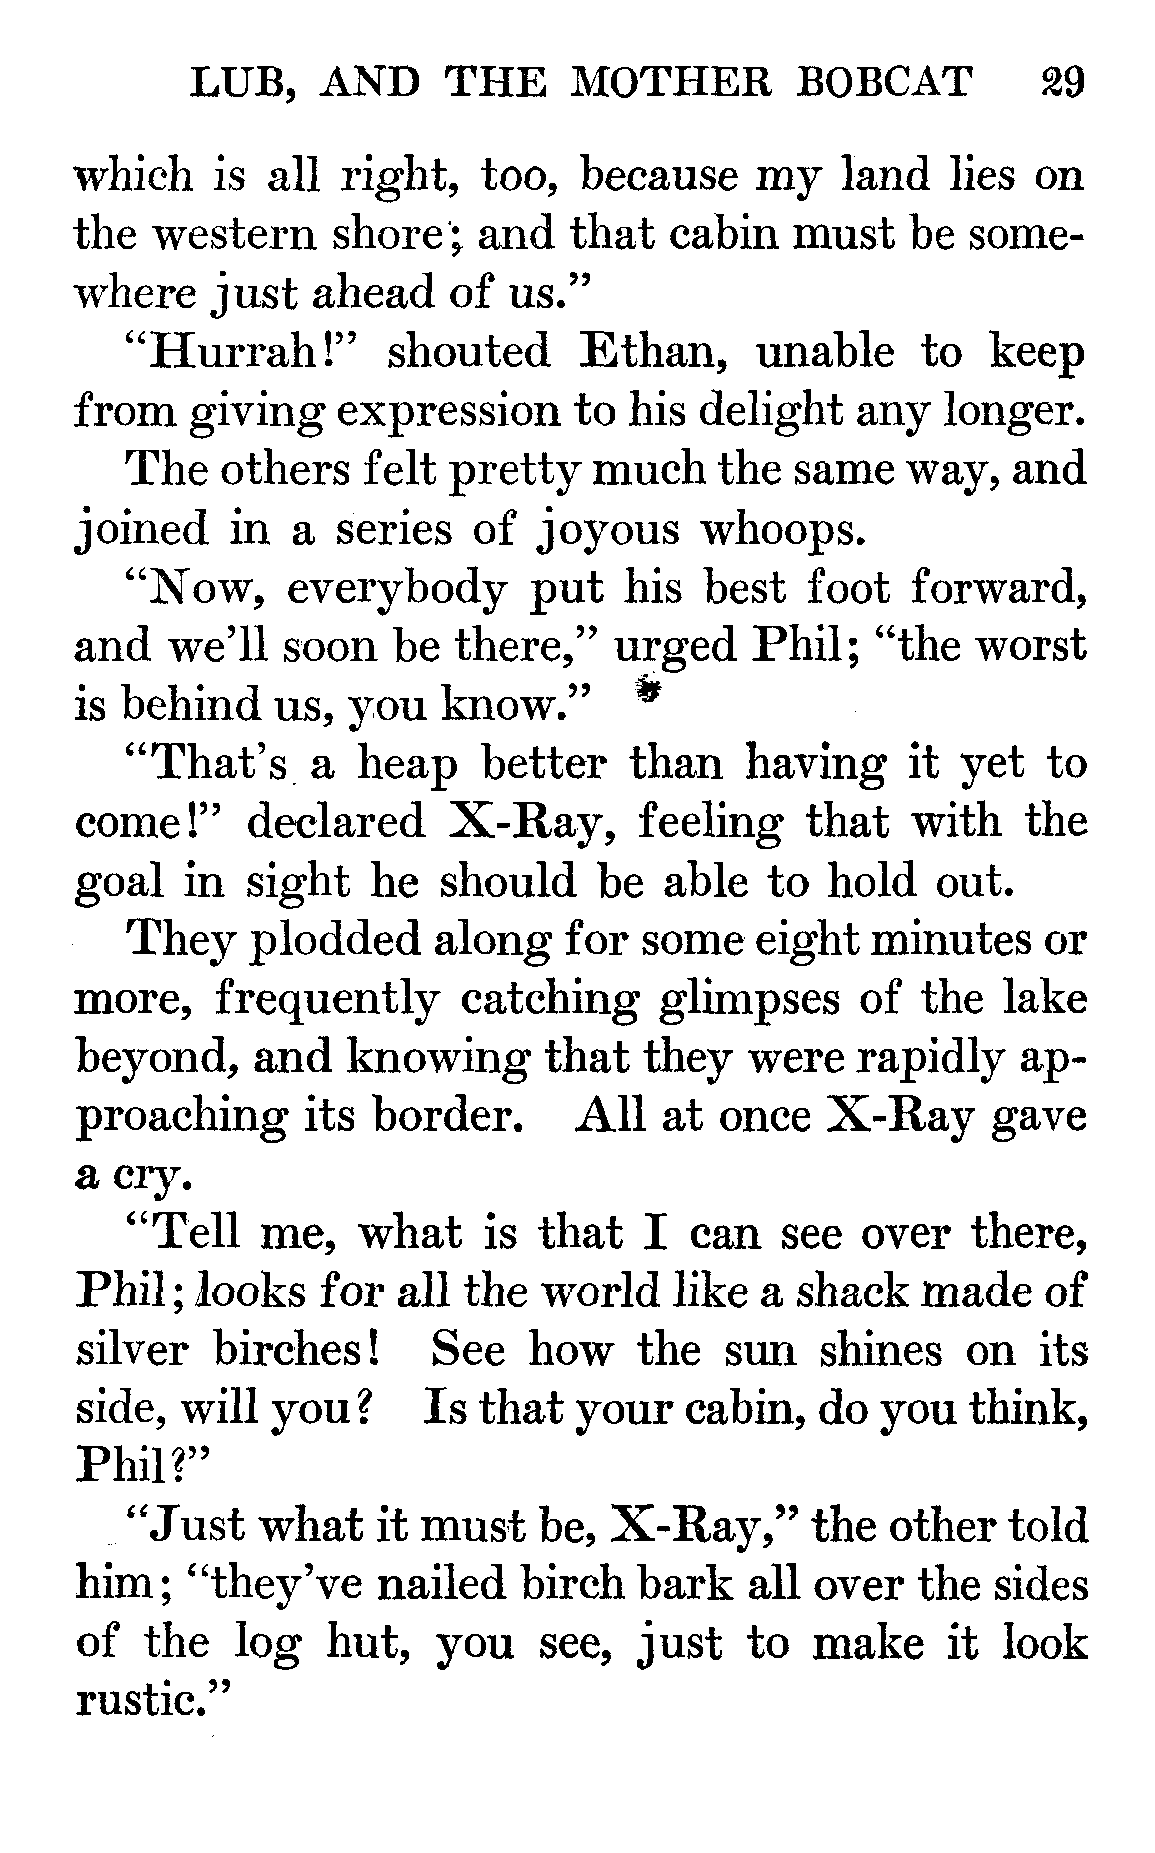 LUB, AND THE MOTHER BOBCAT 29
which is all right, too, because my land lies on
the western shore; and that cabin must be some-
where just ahead of us.”
“Hurrah!” shouted Ethan, unable to keep
from giving expression to his delight any longer.
The others felt pretty much the same way, and
joined in a series of joyous whoops.
“Now, everybody put his best foot forward,
and we’ll soon be there,” urged Phil; “the worst
is behind us, you know.”
“That’s a heap better than having it yet to
come!” declared X-Ray, feeling that with the
goal in sight he should be able to hold out.
They plodded along for some eight minutes or
more, frequently catching glimpses of the lake
beyond, and knowing that they were rapidly ap-
proaching its border. All at once X-Ray gave
a cry.
“Tell me, what is that I can see over there,
Phil; looks for all the world like a shack made of
silver birches! See how the sun shines on its
side, will you? Is that your cabin, do you think,
Phil?”
“Just what it must be, X-Ray,” the other told
him; “they’ve nailed birch bark all over the sides
of the log hut, you see, just to make it look
rustic.”